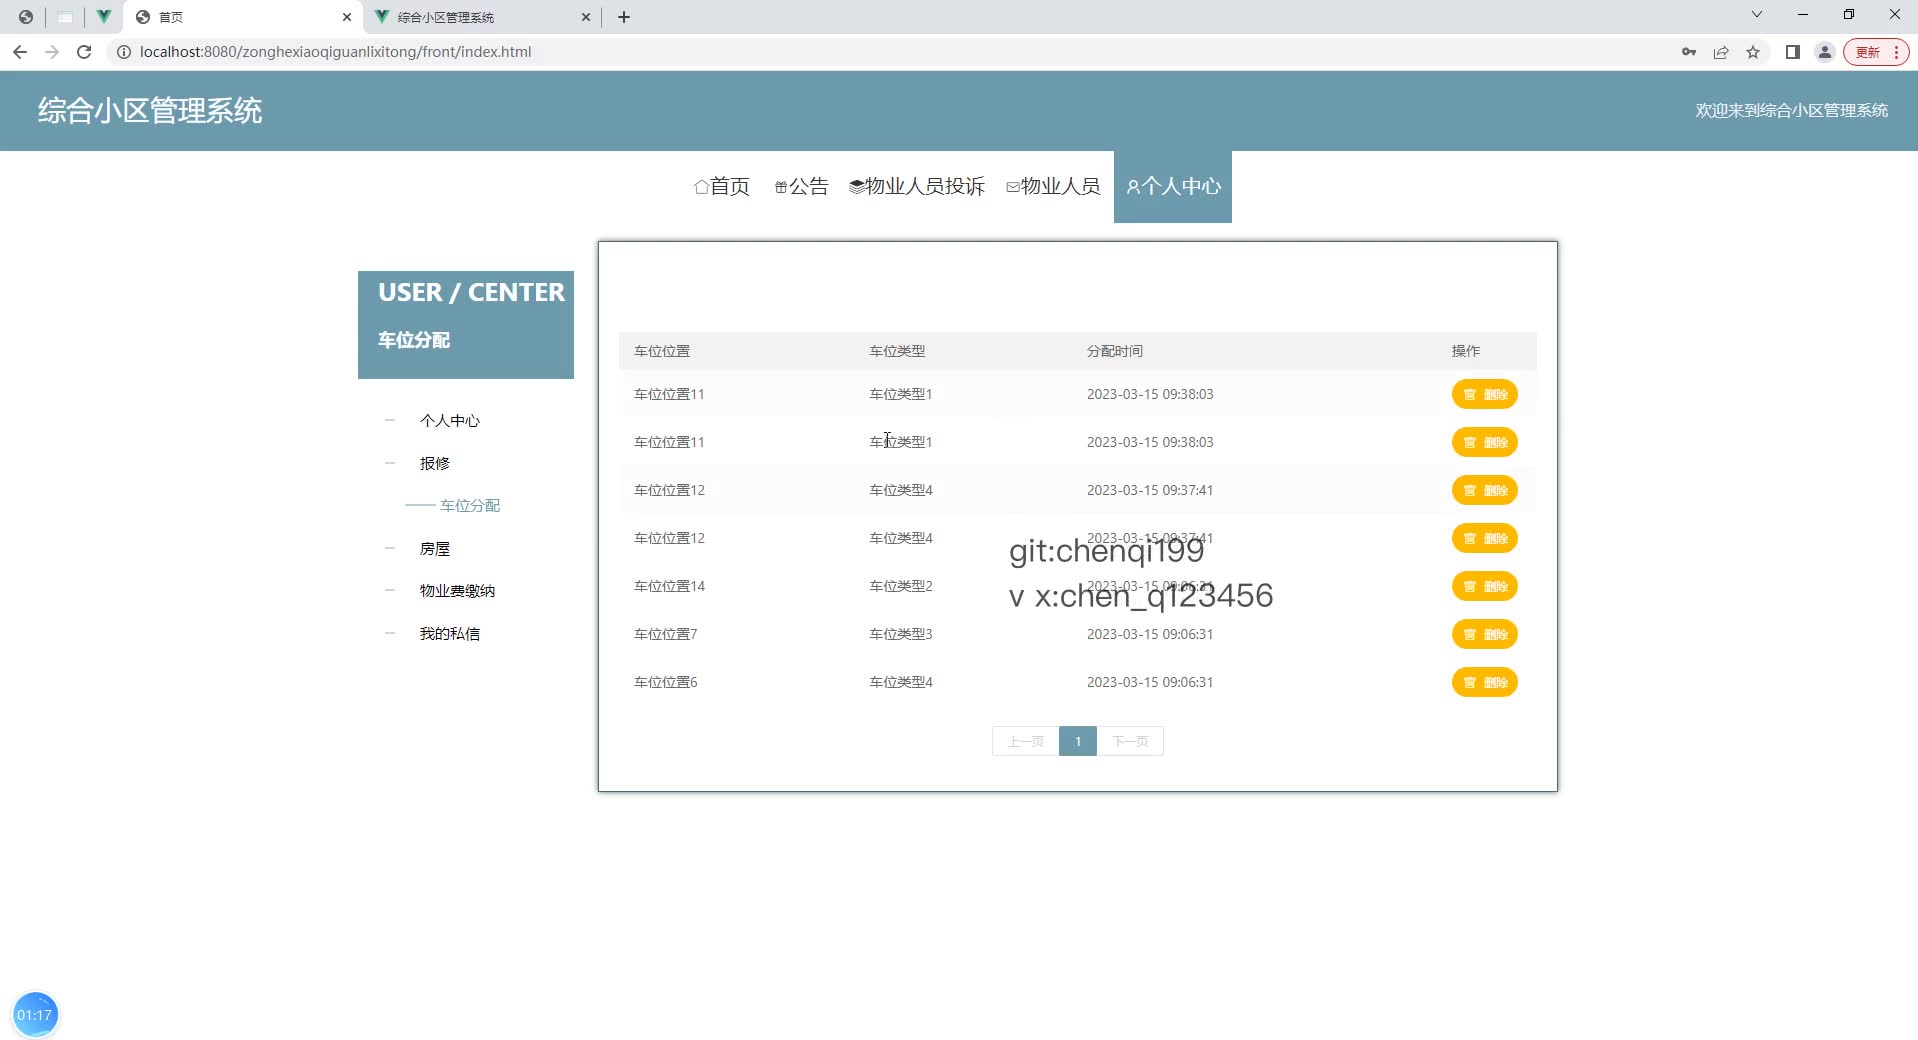 首页
综合小区管理系统
localhost:8080/zonghexiaoqiguanlixitong/front/index.html
更新
综合小区管理系统
欢迎来到综合小区管理系统
首页 公告 物业人员投诉 物业人员 个人中心
USER / CENTER
车位分配
个人中心
报修
车位分配
房屋
物业费缴纳
我的私信
车位位置 车位类型 分配时间 操作
车位位置11 车位类型1 2023-03-15 09:38:03 删除
车位位置11 车位类型1 2023-03-15 09:38:03 删除
车位位置12 车位类型4 2023-03-15 09:37:41 删除
车位位置12 车位类型4 2023-03-15 09:37:41 删除
车位位置14 车位类型2 2023-03-15 09:06:31 删除
车位位置7 车位类型3 2023-03-15 09:06:31 删除
车位位置6 车位类型4 2023-03-15 09:06:31 删除
git:chenqi199
v x:chen_q123456
上一页 1 下一页
01:17